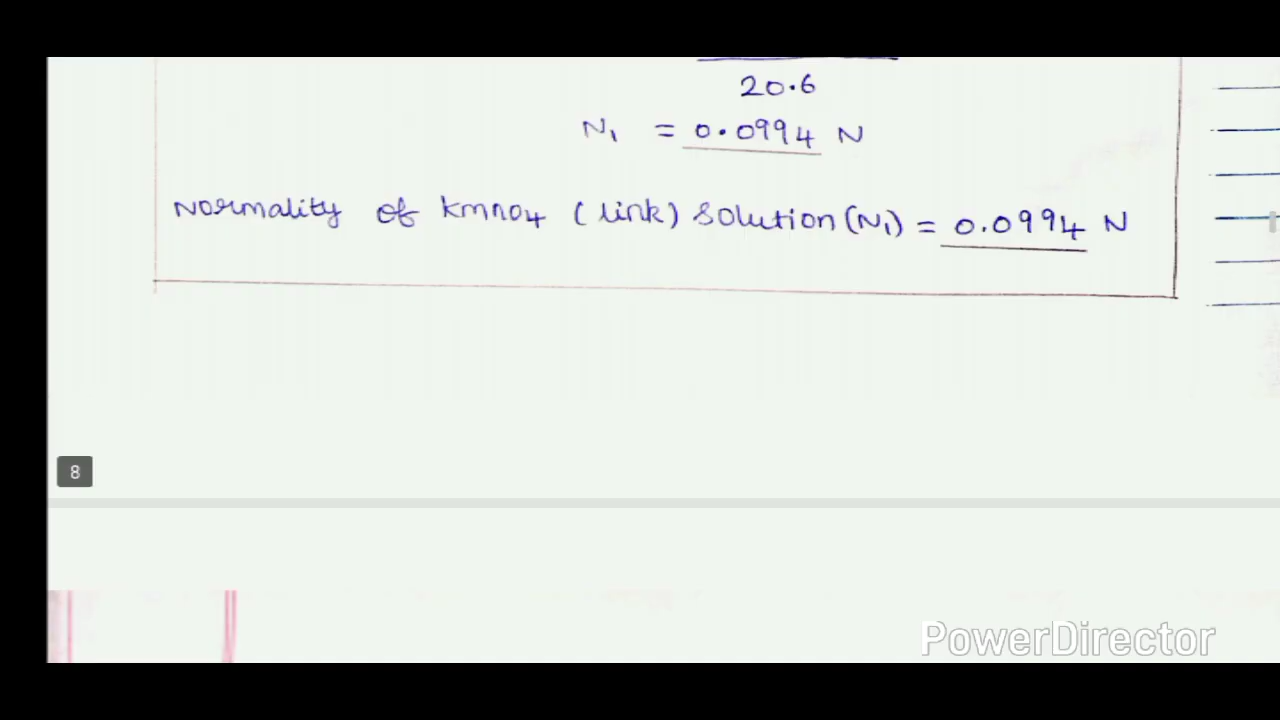 20.6
N₁ = 0.0994 N
Normality of kmno4 (link) solution (N₁) = 0.0994 N
8
PowerDirector